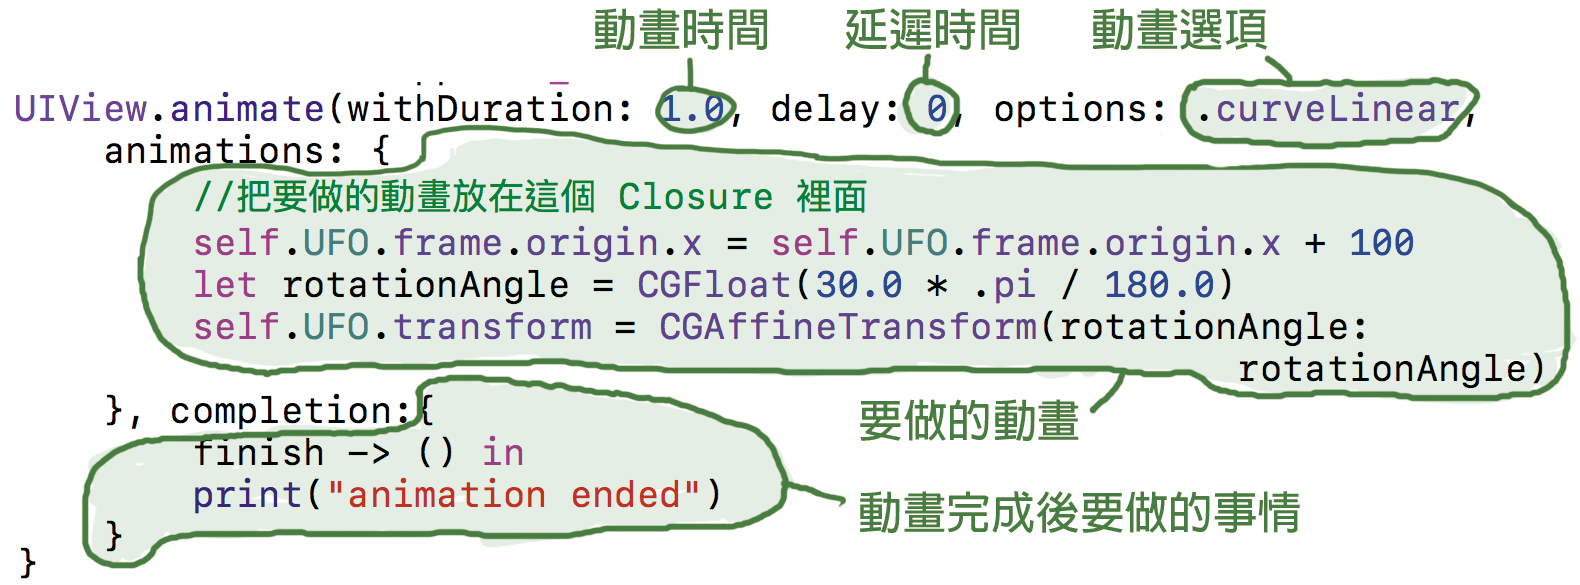 動畫時間 延遲時間 動畫選項
UIView.animate(withDuration: 1.0, delay: 0, options: .curveLinear,
animations: {
//把要做的動畫放在這個 Closure 裡面
self.UFO.frame.origin.x = self.UFO.frame.origin.x + 100
let rotationAngle = CGFloat(30.0 * .pi / 180.0)
self.UFO.transform = CGAffineTransform(rotationAngle:
rotationAngle)
}, completion:{
要做的動畫
finish -> () in
print("animation ended")
動畫完成後要做的事情
}
}